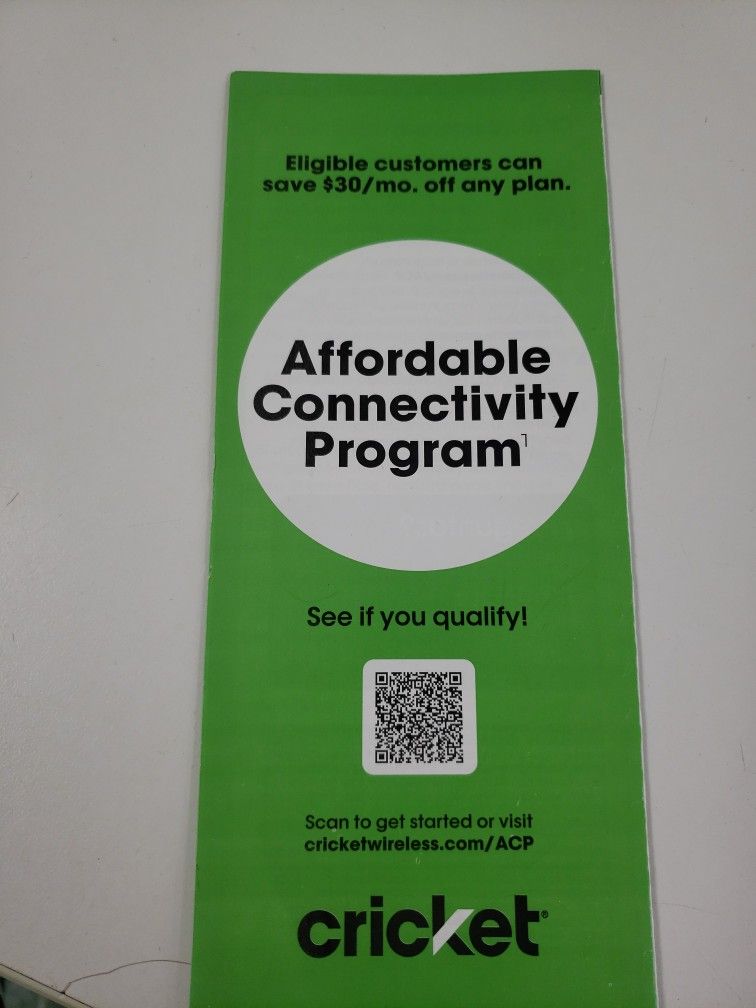 Eligible customers can
save $30/mo. off any plan.
Affordable
Connectivity
Program¹
See if you qualify!
Scan to get started or visit
cricketwireless.com/ACP
cricket®